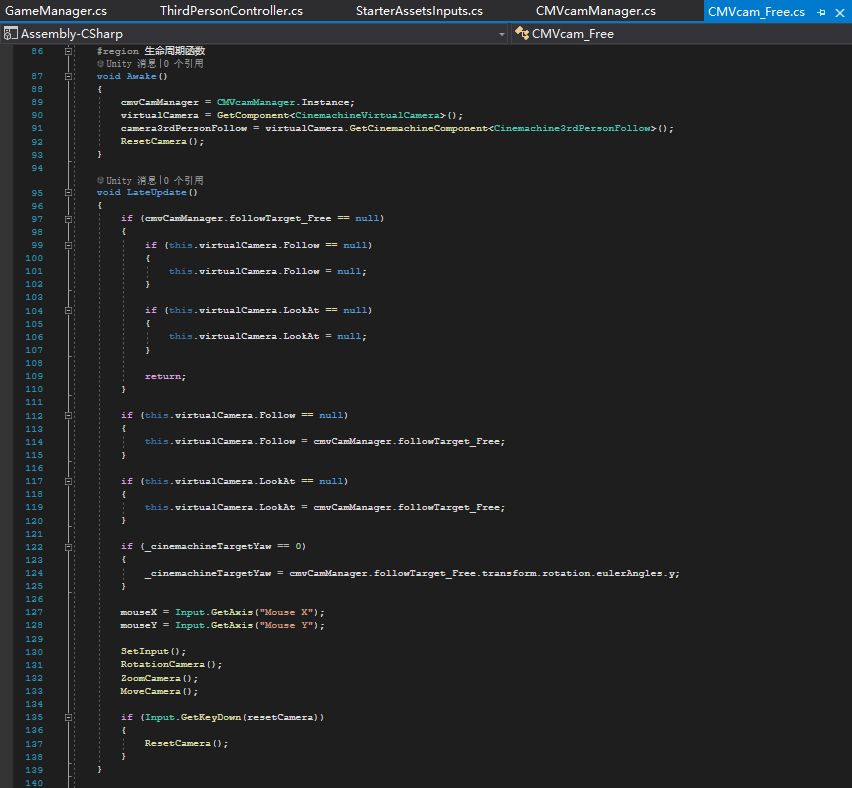 GameManager.cs ThirdPersonController.cs StarterAssetsInputs.cs CMVcamManager.cs CMVcam_Free.cs
Assembly-CSharp CMVcam_Free
86 #region 生命周期函数
Unity 消息|0 个引用
87 void Awake()
88 {
89 cmvCamManager = CMVcamManager.Instance;
90 virtualCamera = GetComponent<CinemachineVirtualCamera>();
91 camera3rdPersonFollow = virtualCamera.GetCinemachineComponent<Cinemachine3rdPersonFollow>();
92 ResetCamera();
93 }
94
Unity 消息|0 个引用
95 void LateUpdate()
96 {
97 if (cmvCamManager.followTarget_Free == null)
98 {
99 if (this.virtualCamera.Follow == null)
100 {
101 this.virtualCamera.Follow = null;
102 }
103
104 if (this.virtualCamera.LookAt == null)
105 {
106 this.virtualCamera.LookAt = null;
107 }
108
109 return;
110 }
111
112 if (this.virtualCamera.Follow == null)
113 {
114 this.virtualCamera.Follow = cmvCamManager.followTarget_Free;
115 }
116
117 if (this.virtualCamera.LookAt == null)
118 {
119 this.virtualCamera.LookAt = cmvCamManager.followTarget_Free;
120 }
121
122 if (_cinemachineTargetYaw == 0)
123 {
124 _cinemachineTargetYaw = cmvCamManager.followTarget_Free.transform.rotation.eulerAngles.y;
125 }
126
127 mouseX = Input.GetAxis("Mouse X");
128 mouseY = Input.GetAxis("Mouse Y");
129
130 SetInput();
131 RotationCamera();
132 ZoomCamera();
133 MoveCamera();
134
135 if (Input.GetKeyDown(resetCamera))
136 {
137 ResetCamera();
138 }
139 }
140